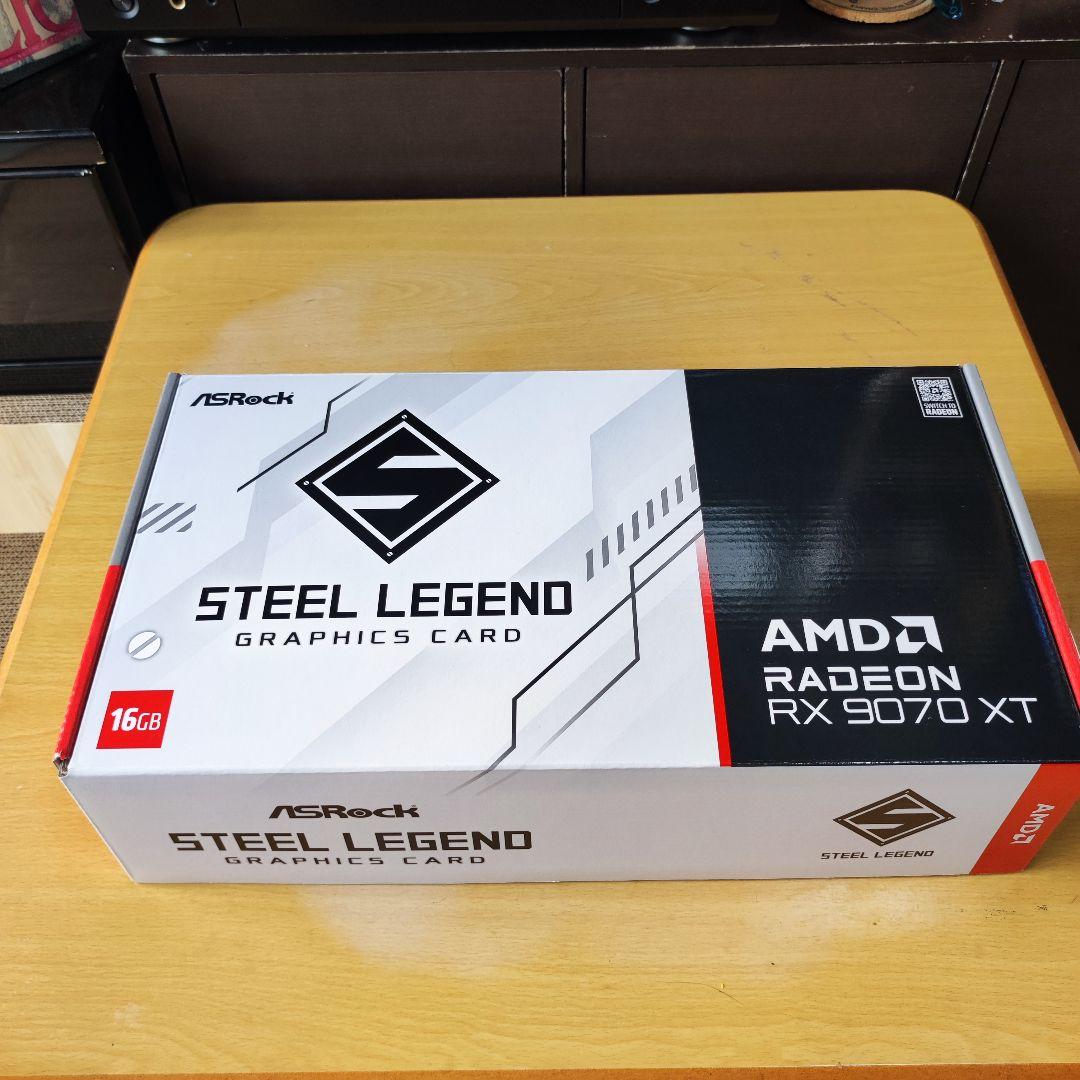 ASRock
SWITCH TO
RADEON
STEEL LEGEND
GRAPHICS CARD
16GB
AMD
RADEON
RX 9070 XT
ASRock
STEEL LEGEND
GRAPHICS CARD
STEEL LEGEND
AMD